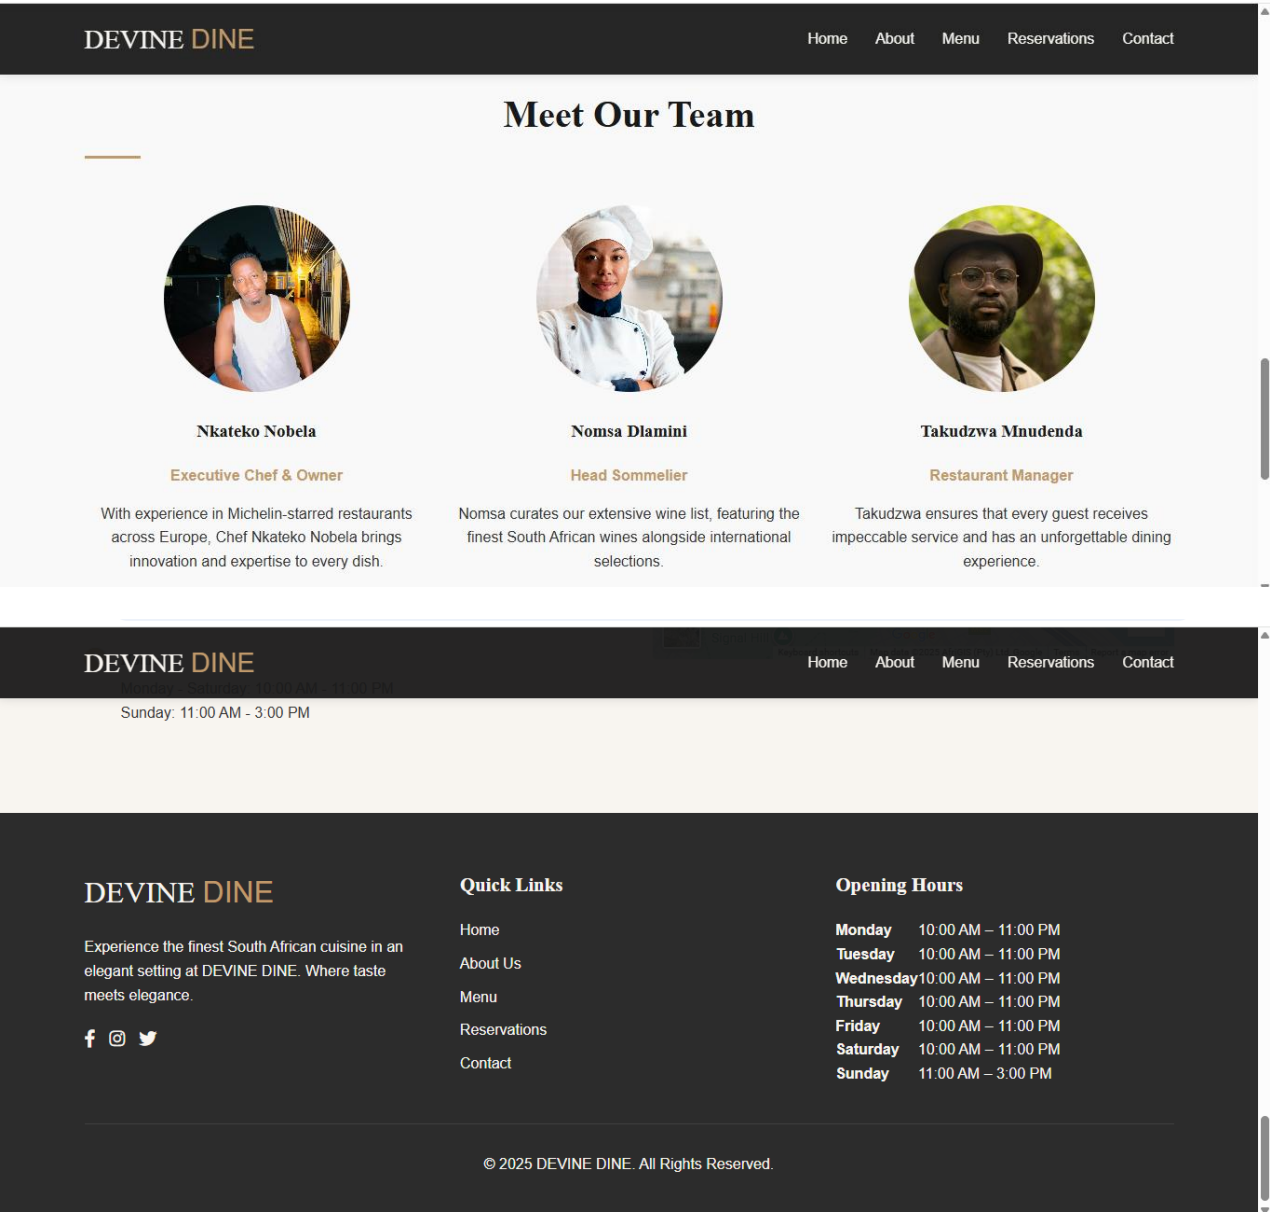 DEVINE DINE
Home About Menu Reservations Contact
Meet Our Team
Nkateko Nobela
Executive Chef & Owner
With experience in Michelin-starred restaurants
across Europe, Chef Nkateko Nobela brings
innovation and expertise to every dish.
Nomsa Dlamini
Head Sommelier
Nomsa curates our extensive wine list, featuring the
finest South African wines alongside international
selections.
Takudzwa Mnudenda
Restaurant Manager
Takudzwa ensures that every guest receives
impeccable service and has an unforgettable dining
experience.
DEVINE DINE
Home About Menu Reservations Contact
Monday - Saturday: 10:00 AM - 11:00 PM
Sunday: 11:00 AM - 3:00 PM
DEVINE DINE
Experience the finest South African cuisine in an
elegant setting at DEVINE DINE. Where taste
meets elegance.
Quick Links
Home
About Us
Menu
Reservations
Contact
Opening Hours
Monday 10:00 AM – 11:00 PM
Tuesday 10:00 AM – 11:00 PM
Wednesday 10:00 AM – 11:00 PM
Thursday 10:00 AM – 11:00 PM
Friday 10:00 AM – 11:00 PM
Saturday 10:00 AM – 11:00 PM
Sunday 11:00 AM – 3:00 PM
© 2025 DEVINE DINE. All Rights Reserved.